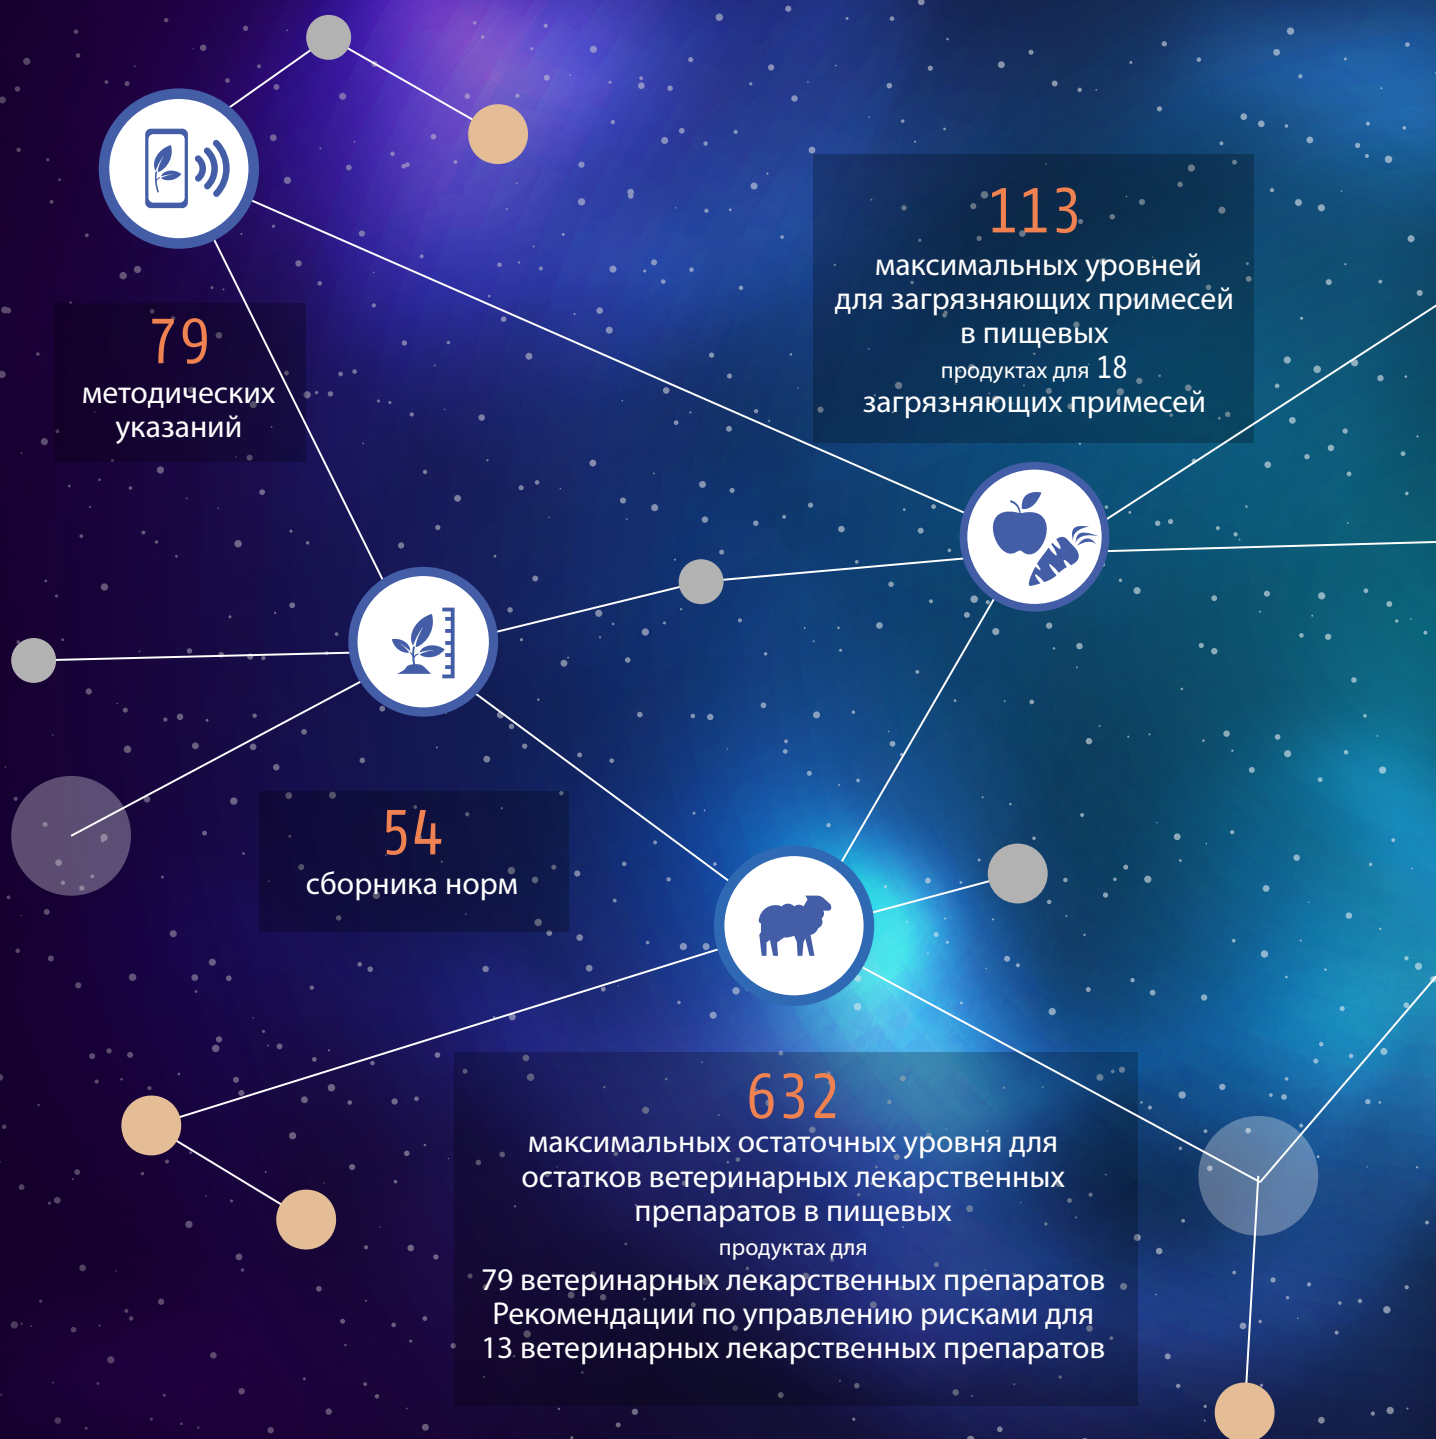 79
методических
указаний
113
максимальных уровней
для загрязняющих примесей
в пищевых
продуктах для 18
загрязняющих примесей
54
сборника норм
632
максимальных остаточных уровня для
остатков ветеринарных лекарственных
препаратов в пищевых
продуктах для
79 ветеринарных лекарственных препаратов
Рекомендации по управлению рисками для
13 ветеринарных лекарственных препаратов